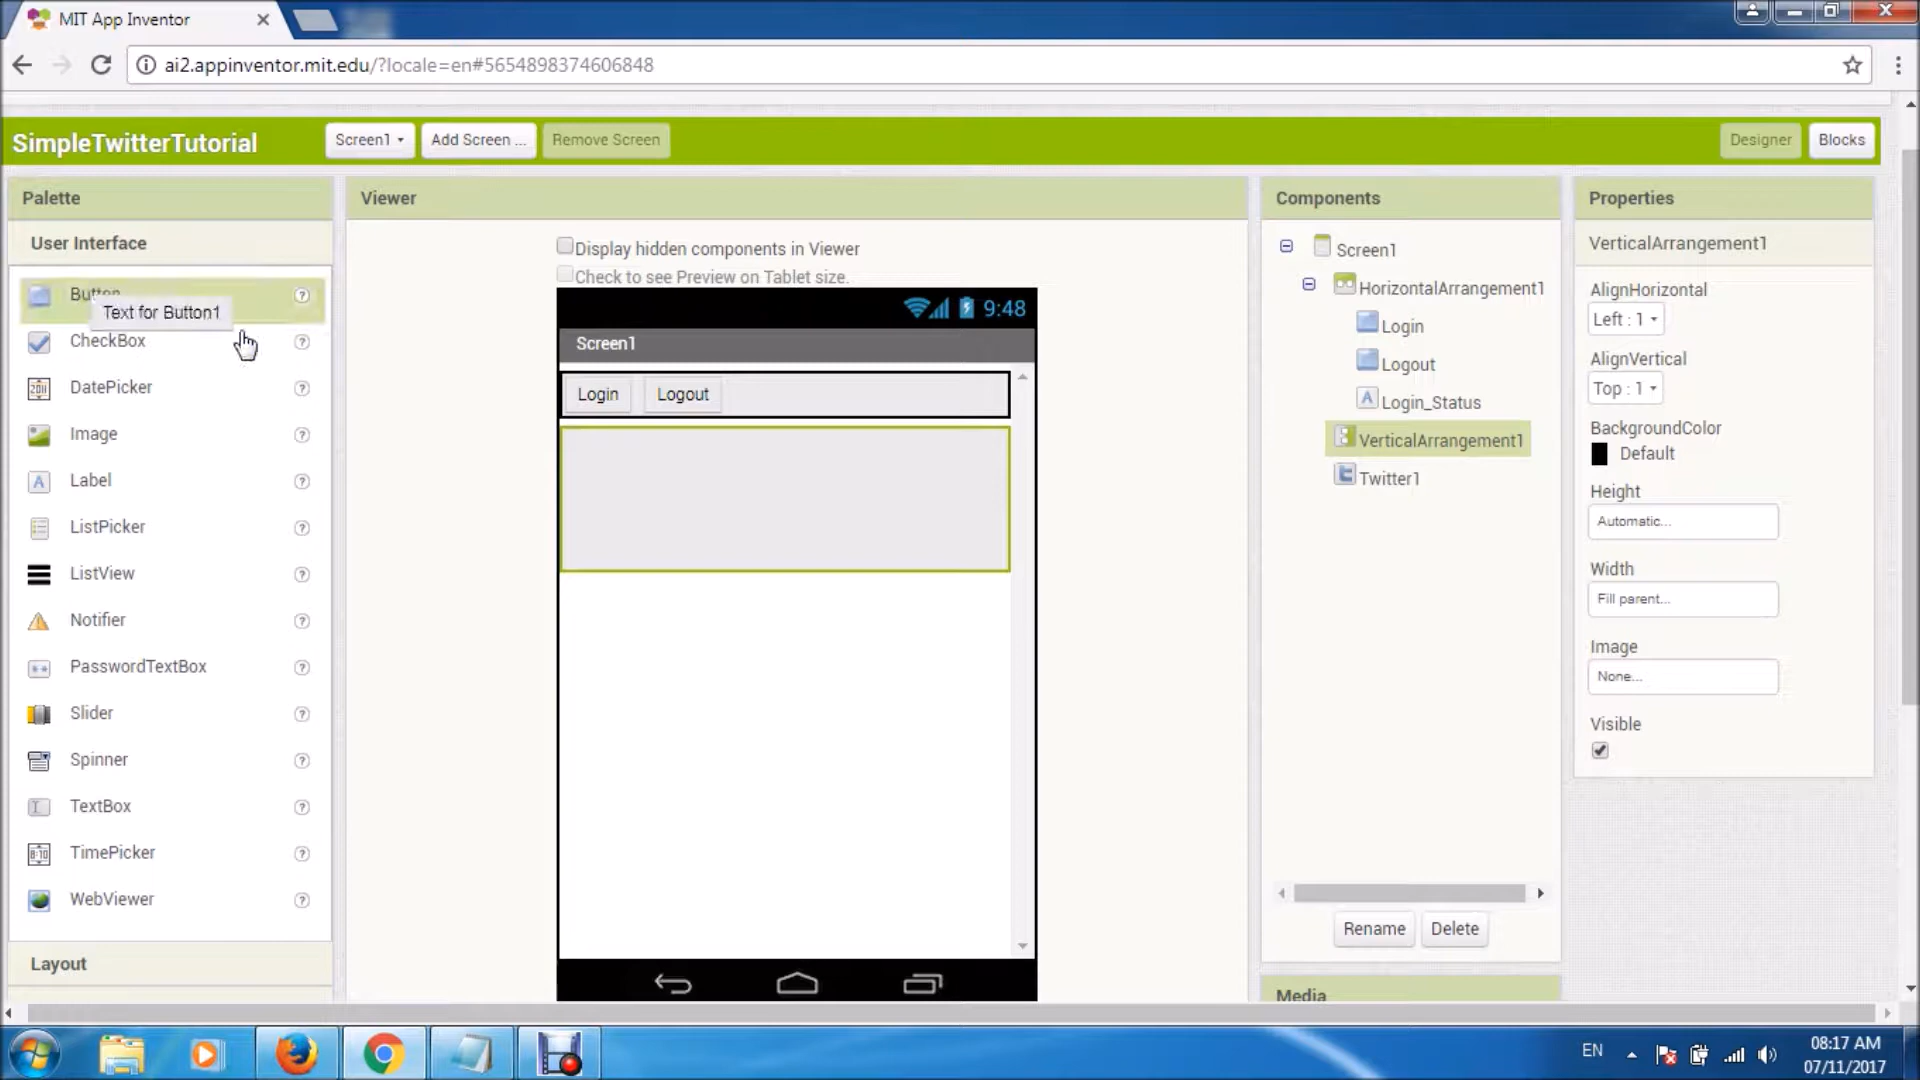 MIT App Inventor
ai2.appinventor.mit.edu/?locale=en#5654898374606848
SimpleTwitterTutorial
Screen1
Add Screen ...
Remove Screen
Designer
Blocks
Palette
Viewer
Components
Properties
User Interface
Button
Text for Button1
CheckBox
DatePicker
Image
Label
ListPicker
ListView
Notifier
PasswordTextBox
Slider
Spinner
TextBox
TimePicker
WebViewer
Layout
Display hidden components in Viewer
Check to see Preview on Tablet size.
9:48
Screen1
Login
Logout
Screen1
HorizontalArrangement1
Login
Logout
Login_Status
VerticalArrangement1
Twitter1
Rename
Delete
Media
VerticalArrangement1
AlignHorizontal
Left : 1
AlignVertical
Top : 1
BackgroundColor
Default
Height
Automatic...
Width
Fill parent...
Image
None...
Visible
EN
08:17 AM
07/11/2017